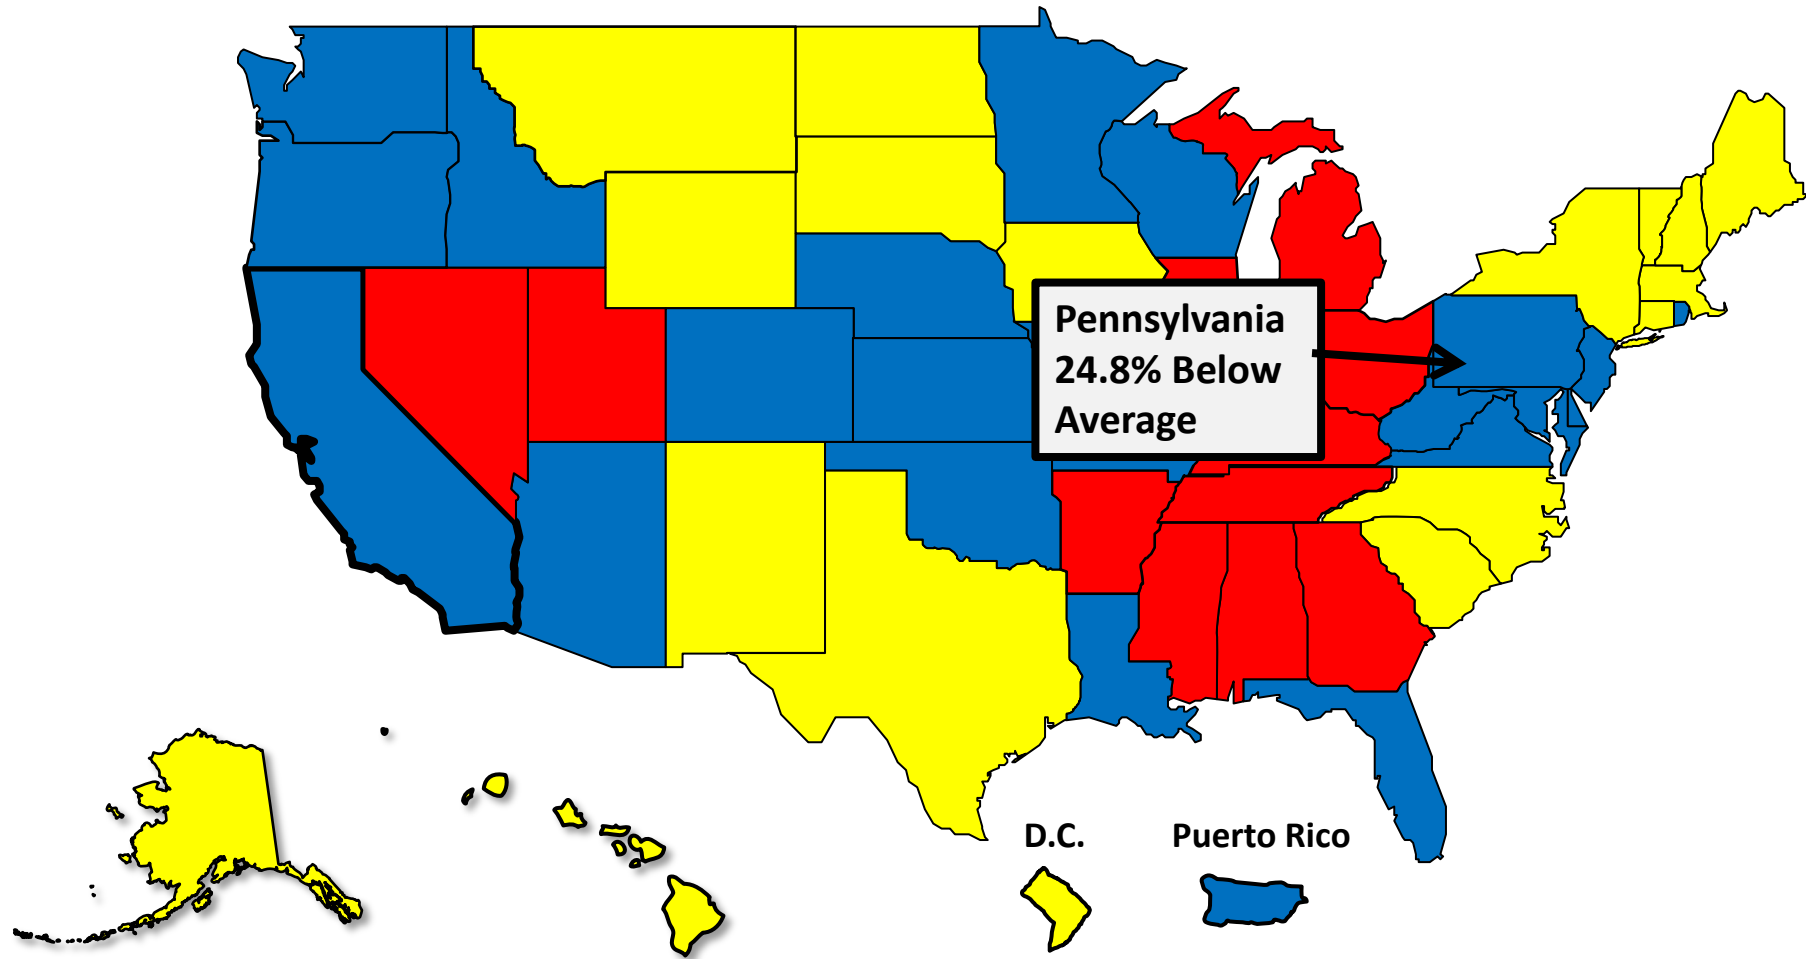 Pennsylvania
24.8% Below
Average
D.C.
Puerto Rico